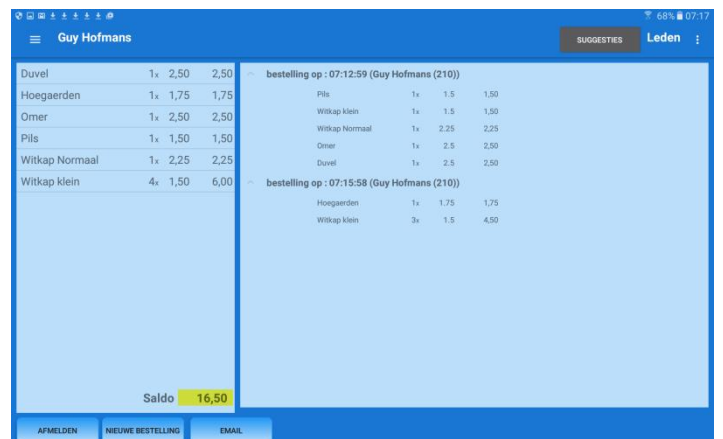 68% 07:17
Guy Hofmans
SUGGESTIES
Leden
Duvel 1x 2,50 2,50
Hoegaerden 1x 1,75 1,75
Omer 1x 2,50 2,50
Pils 1x 1,50 1,50
Witkap Normaal 1x 2,25 2,25
Witkap klein 4x 1,50 6,00
Saldo 16,50
bestelling op : 07:12:59 (Guy Hofmans (210))
Pils 1x 1.5 1,50
Witkap klein 1x 1.5 1,50
Witkap Normaal 1x 2.25 2,25
Omer 1x 2.5 2,50
Duvel 1x 2.5 2,50
bestelling op : 07:15:58 (Guy Hofmans (210))
Hoegaerden 1x 1.75 1,75
Witkap klein 3x 1.5 4,50
AFMELDEN
NIEUWE BESTELLING
EMAIL